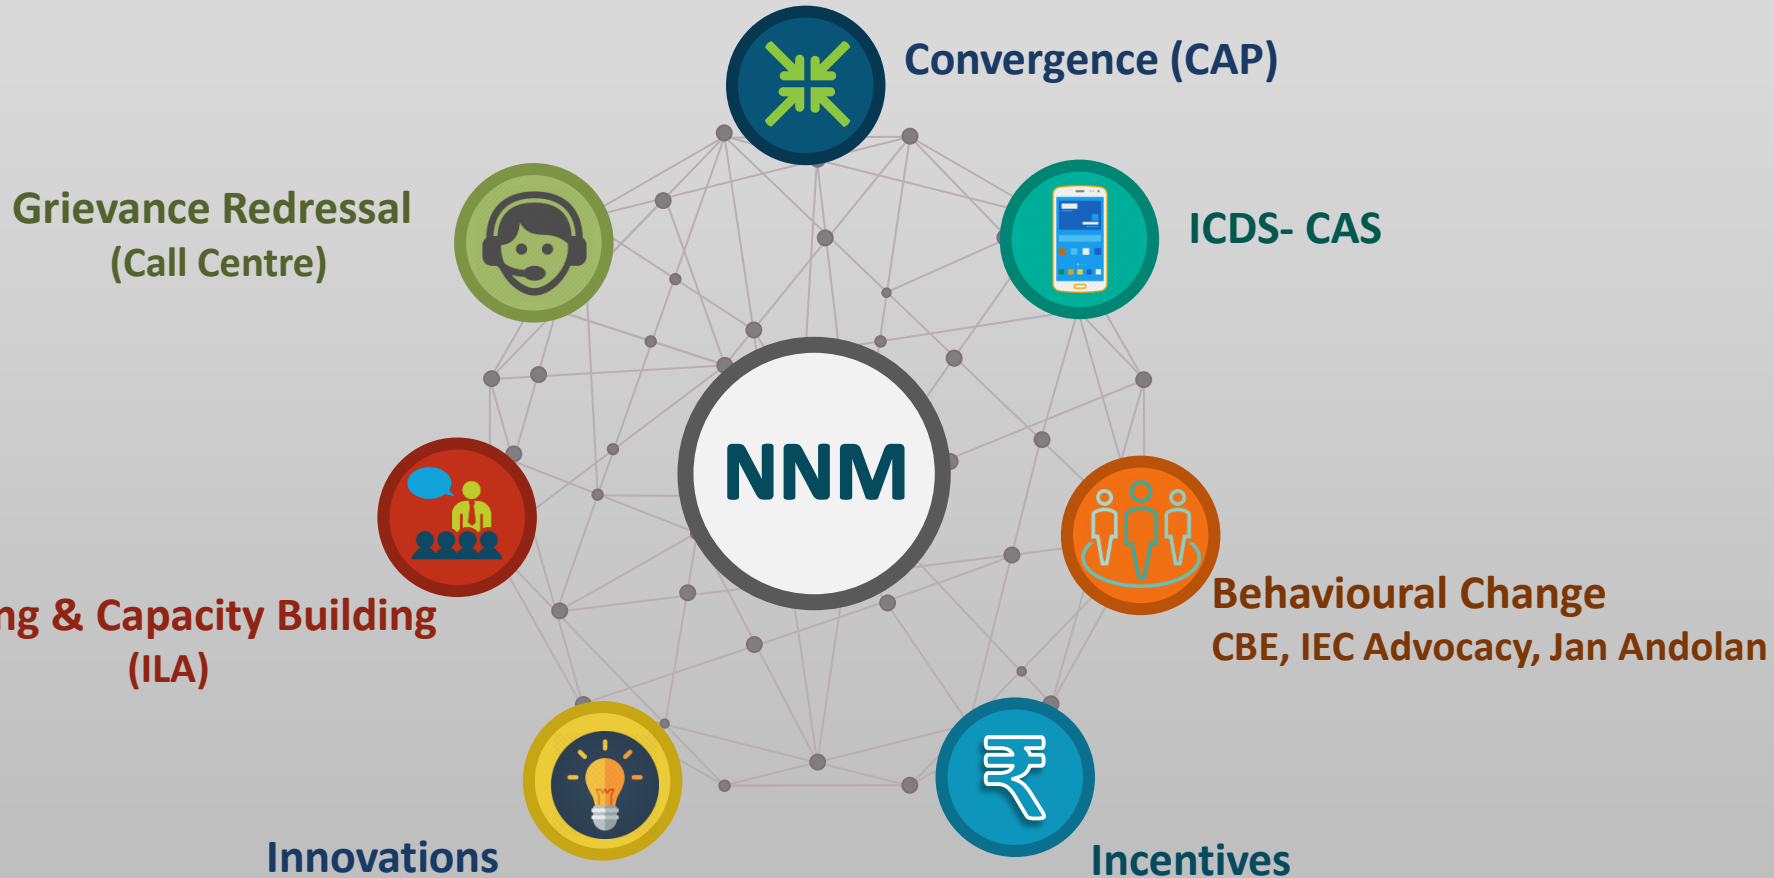 Convergence (CAP)
Grievance Redressal
(Call Centre)
ICDS- CAS
NNM
ng & Capacity Building
(ILA)
Behavioural Change
CBE, IEC Advocacy, Jan Andolan
Innovations
Incentives
₹